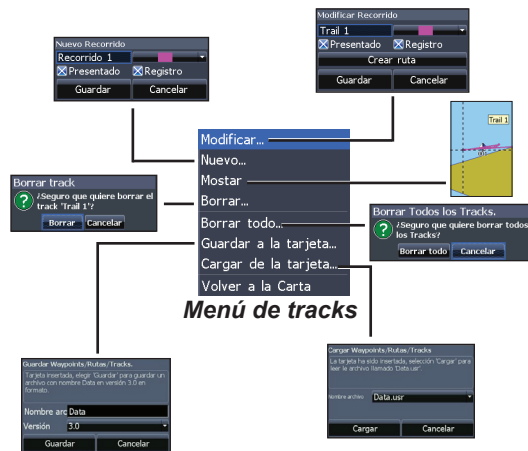 Modificar Recorrido
Trail 1
Presentado Registro
Crear ruta
Guardar Cancelar
Nuevo Recorrido
Recorrido 1
Presentado Registro
Guardar Cancelar
Trail 1
Modificar...
Nuevo...
Mostar
Borrar...
Borrar todo...
Guardar a la tarjeta...
Cargar de la tarjeta...
Volver a la Carta
Menú de tracks
Borrar track
¿Seguro que quiere borrar el
track 'Trail 1'?
Borrar Cancelar
Borrar Todos los Tracks.
¿Seguro que quiere borrar todos
los Tracks?
Borrar todo Cancelar
Guardar Waypoints/Rutas/Tracks.
Tarjeta insertada, elegir 'Guardar' para guardar un
archivo con nombre Data en versión 3.0 en
formato.
Nombre arc Data
Versión 3.0
Guardar Cancelar
Cargar Waypoints/Rutas/Tracks
La tarjeta ha sido insertada, selección 'Cargar' para
leer le archivo llamado 'Data.usr'.
Nombre archivo Data.usr
Cargar Cancelar